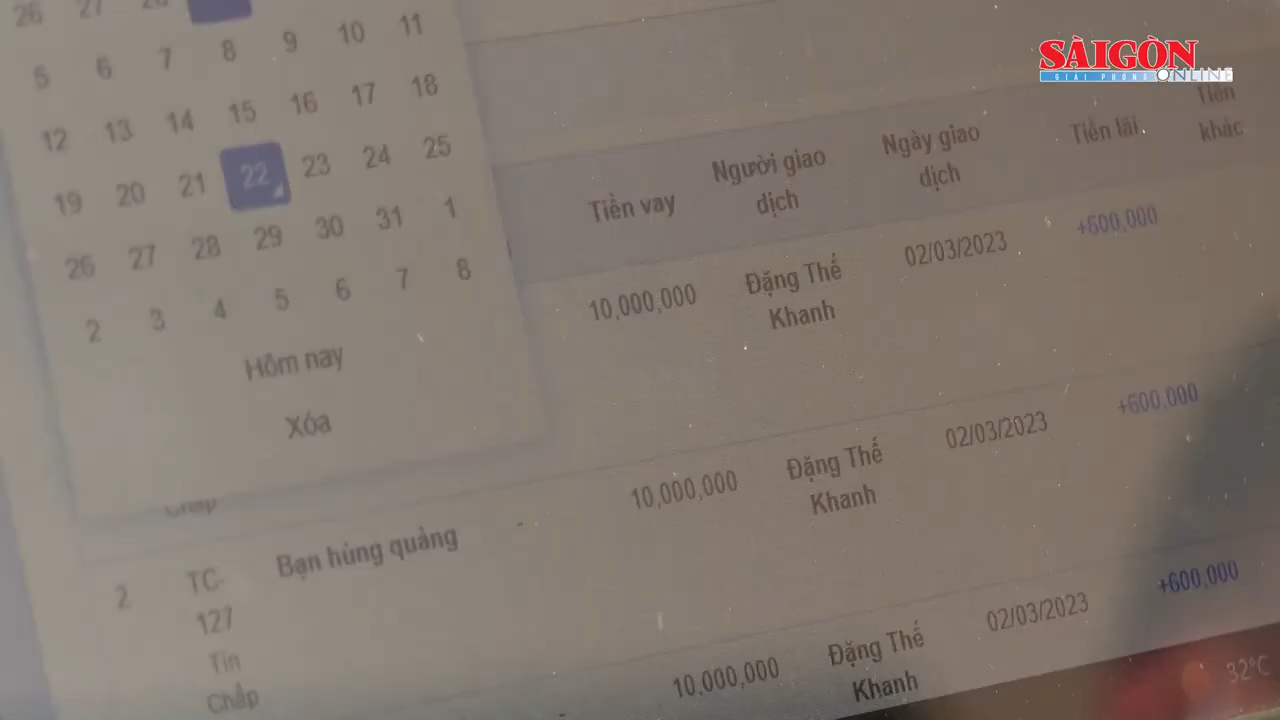 SÀIGÒN
GIẢI PHÓNG ONLINE
26 27 28
5 6 7 8 9 10 11
12 13 14 15 16 17 18
19 20 21 22 23 24 25
26 27 28 29 30 31 1
2 3 4 5 6 7 8
Hôm nay
Xóa
Tiền vay
Người giao
dịch
Ngày giao
dịch
Tiền lãi
Tiền
khác
10,000,000
Đặng Thế
Khanh
02/03/2023
+600,000
Chấp
2
TC-
127
Tín
Chấp
Bạn hùng quảng
10,000,000
Đặng Thế
Khanh
02/03/2023
+600,000
10,000,000
Đặng Thế
Khanh
02/03/2023
+600,000
32°C